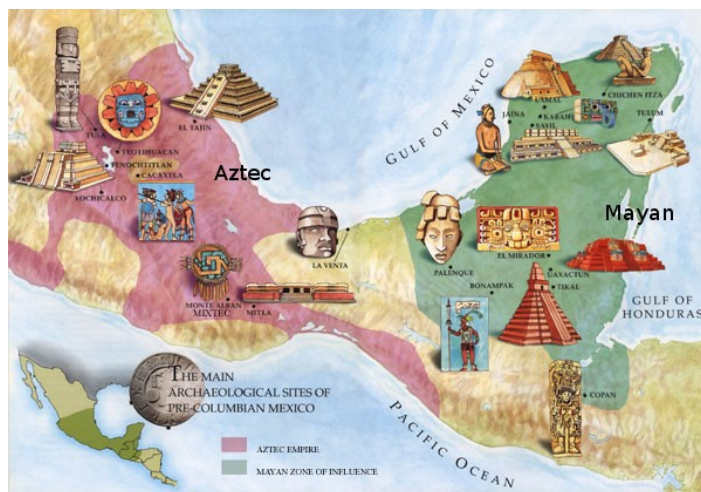 GULF OF MEXICO
CHICHEN ITZA
UXMAL
KABAH
JAINA
SAYIL
TULUM
EL TAJIN
TULA
TEOTIHUACAN
TENOCHTITLAN
CACAXTLA
XOCHICALCO
Aztec
Mayan
LA VENTA
PALENQUE
EL MIRADOR
UAXACTUN
TIKAL
BONAMPAK
GULF OF
HONDURAS
MONTE ALBAN
MIXTEC
MITLA
COPAN
THE MAIN
ARCHAEOLOGICAL SITES OF
PRE-COLUMBIAN MEXICO
PACIFIC OCEAN
AZTEC EMPIRE
MAYAN ZONE OF INFLUENCE